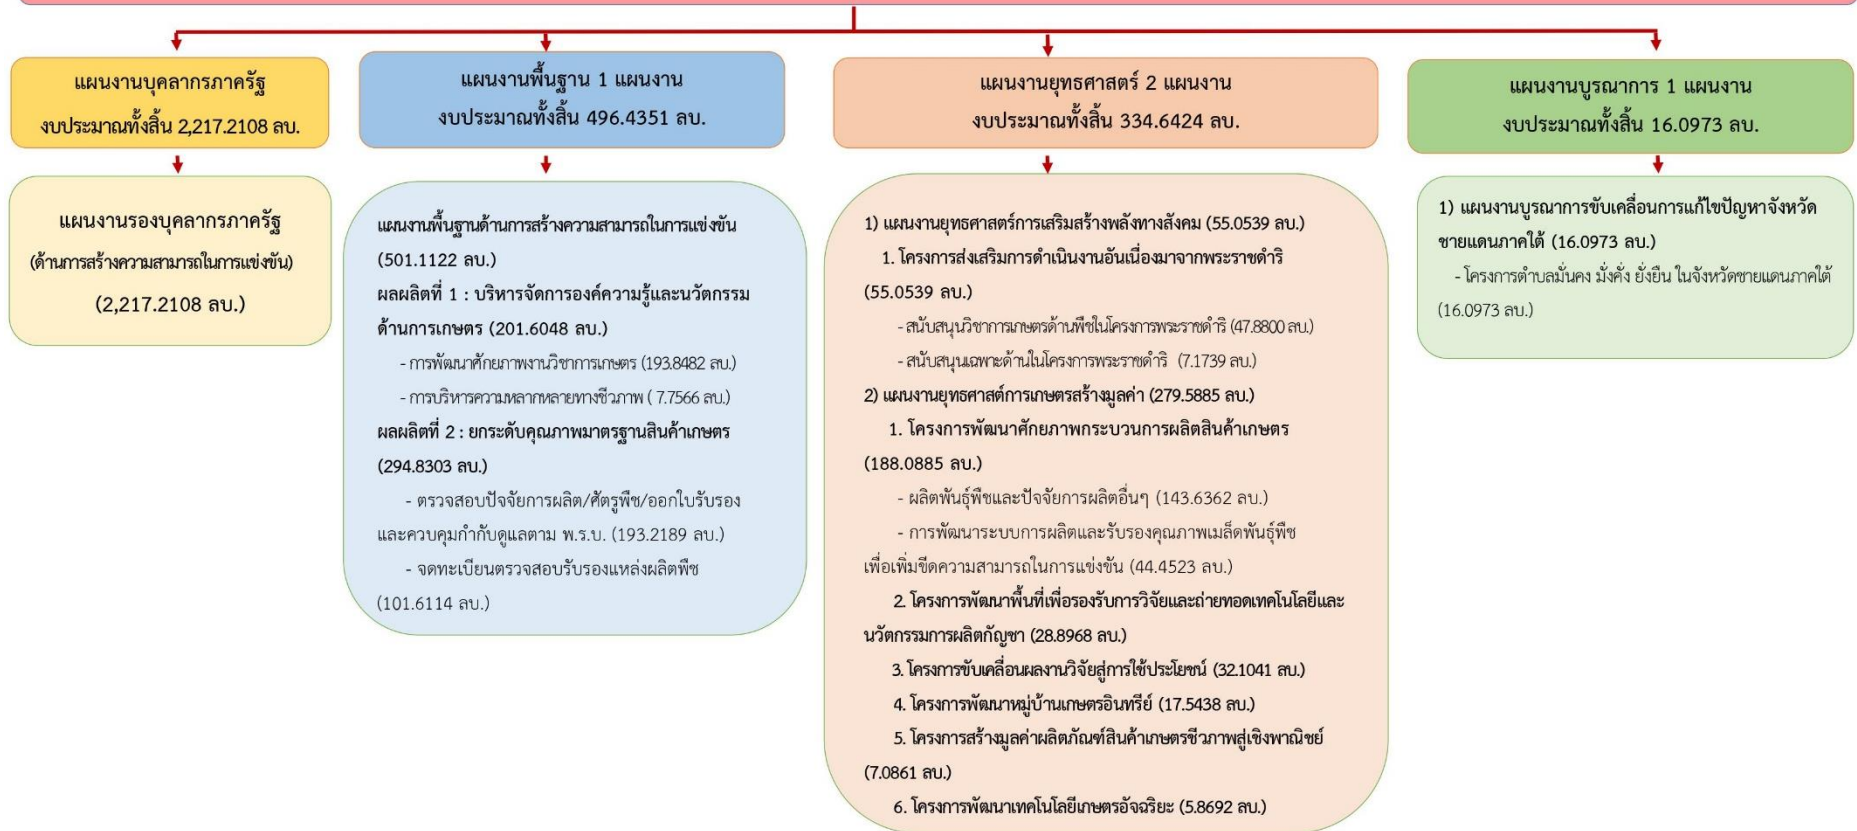 แผนงานบุคลากรภาครัฐ
งบประมาณทั้งสิ้น 2,217.2108 ลบ.
แผนงานพื้นฐาน 1 แผนงาน
งบประมาณทั้งสิ้น 496.4351 ลบ.
แผนงานยุทธศาสตร์ 2 แผนงาน
งบประมาณทั้งสิ้น 334.6424 ลบ.
แผนงานบูรณาการ 1 แผนงาน
งบประมาณทั้งสิ้น 16.0973 ลบ.
แผนงานรองบุคลากรภาครัฐ
(ด้านการสร้างความสามารถในการแข่งขัน)
(2,217.2108 ลบ.)
แผนงานพื้นฐานด้านการสร้างความสามารถในการแข่งขัน
(501.1122 ลบ.)
ผลผลิตที่ 1 : บริหารจัดการองค์ความรู้และนวัตกรรม
ด้านการเกษตร (201.6048 ลบ.)
- การพัฒนาศักยภาพงานวิชาการเกษตร (193.8482 ลบ.)
- การบริหารความหลากหลายทางชีวภาพ ( 7.7566 ลบ.)
ผลผลิตที่ 2 : ยกระดับคุณภาพมาตรฐานสินค้าเกษตร
(294.8303 ลบ.)
- ตรวจสอบปัจจัยการผลิต/ศัตรูพืช/ออกใบรับรอง
และควบคุมกำกับดูแลตาม พ.ร.บ. (193.2189 ลบ.)
- จดทะเบียนตรวจสอบรับรองแหล่งผลิตพืช
(101.6114 ลบ.)
1) แผนงานยุทธศาสตร์การเสริมสร้างพลังทางสังคม (55.0539 ลบ.)
1. โครงการส่งเสริมการดำเนินงานอันเนื่องมาจากพระราชดำริ
(55.0539 ลบ.)
- สนับสนุนวิชาการเกษตรด้านพืชในโครงการพระราชดำริ (47.8800 ลบ.)
- สนับสนุนเฉพาะด้านในโครงการพระราชดำริ (7.1739 ลบ.)
2) แผนงานยุทธศาสต์การเกษตรสร้างมูลค่า (279.5885 ลบ.)
1. โครงการพัฒนาศักยภาพกระบวนการผลิตสินค้าเกษตร
(188.0885 ลบ.)
- ผลิตพันธุ์พืชและปัจจัยการผลิตอื่นๆ (143.6362 ลบ.)
- การพัฒนาระบบการผลิตและรับรองคุณภาพเมล็ดพันธุ์พืช
เพื่อเพิ่มขีดความสามารถในการแข่งขัน (44.4523 ลบ.)
2. โครงการพัฒนาพื้นที่เพื่อรองรับการวิจัยและถ่ายทอดเทคโนโลยีและ
นวัตกรรมการผลิตกัญชา (28.8968 ลบ.)
3. โครงการขับเคลื่อนผลงานวิจัยสู่การใช้ประโยชน์ (32.1041 ลบ.)
4. โครงการพัฒนาหมู่บ้านเกษตรอินทรีย์ (17.5438 ลบ.)
5. โครงการสร้างมูลค่าผลิตภัณฑ์สินค้าเกษตรชีวภาพสู่เชิงพาณิชย์
(7.0861 ลบ.)
6. โครงการพัฒนาเทคโนโลยีเกษตรอัจฉริยะ (5.8692 ลบ.)
1) แผนงานบูรณาการขับเคลื่อนการแก้ไขปัญหาจังหวัด
ชายแดนภาคใต้ (16.0973 ลบ.)
- โครงการตำบลมั่นคง มั่งคั่ง ยั่งยืน ในจังหวัดชายแดนภาคใต้
(16.0973 ลบ.)